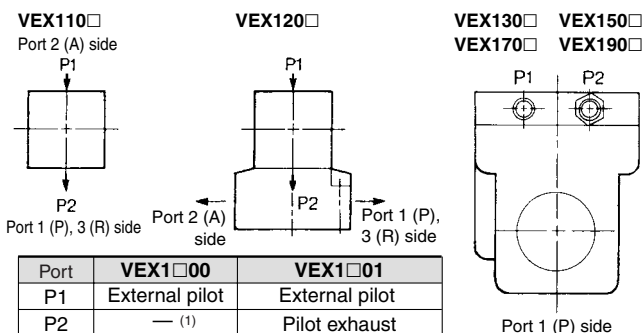 VEX110□
Port 2 (A) side
P1
P2
Port 1 (P), 3 (R) side
VEX120□
P1
P2
Port 2 (A)
side
Port 1 (P),
3 (R) side
VEX130□ VEX150□
VEX170□ VEX190□
P1 P2
Port 1 (P) side
Port VEX1□00 VEX1□01
P1 External pilot External pilot
P2 — (1) Pilot exhaust